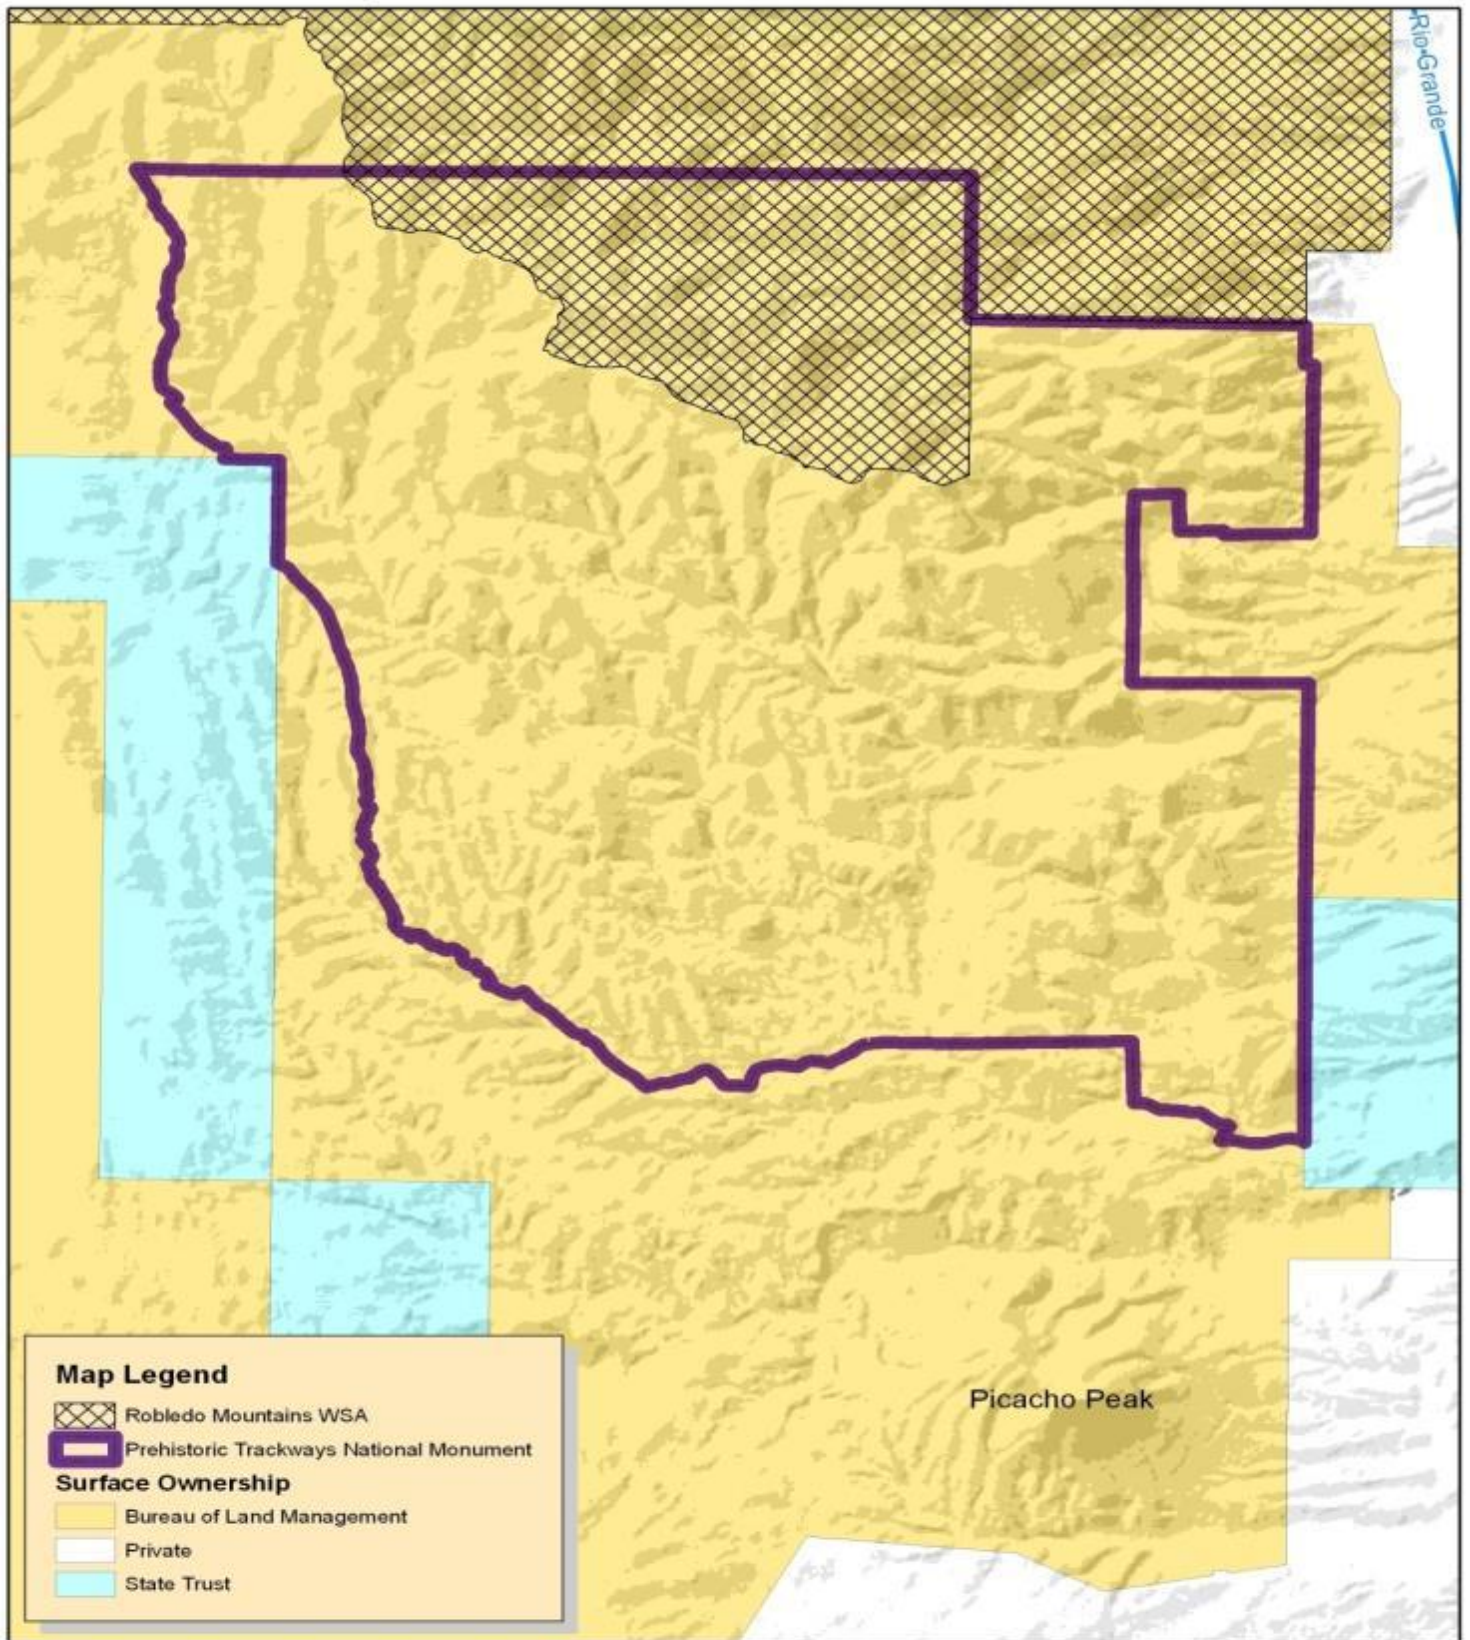 Rio Grande
Picacho Peak
Map Legend
Robledo Mountains WSA
Prehistoric Trackways National Monument
Surface Ownership
Bureau of Land Management
Private
State Trust